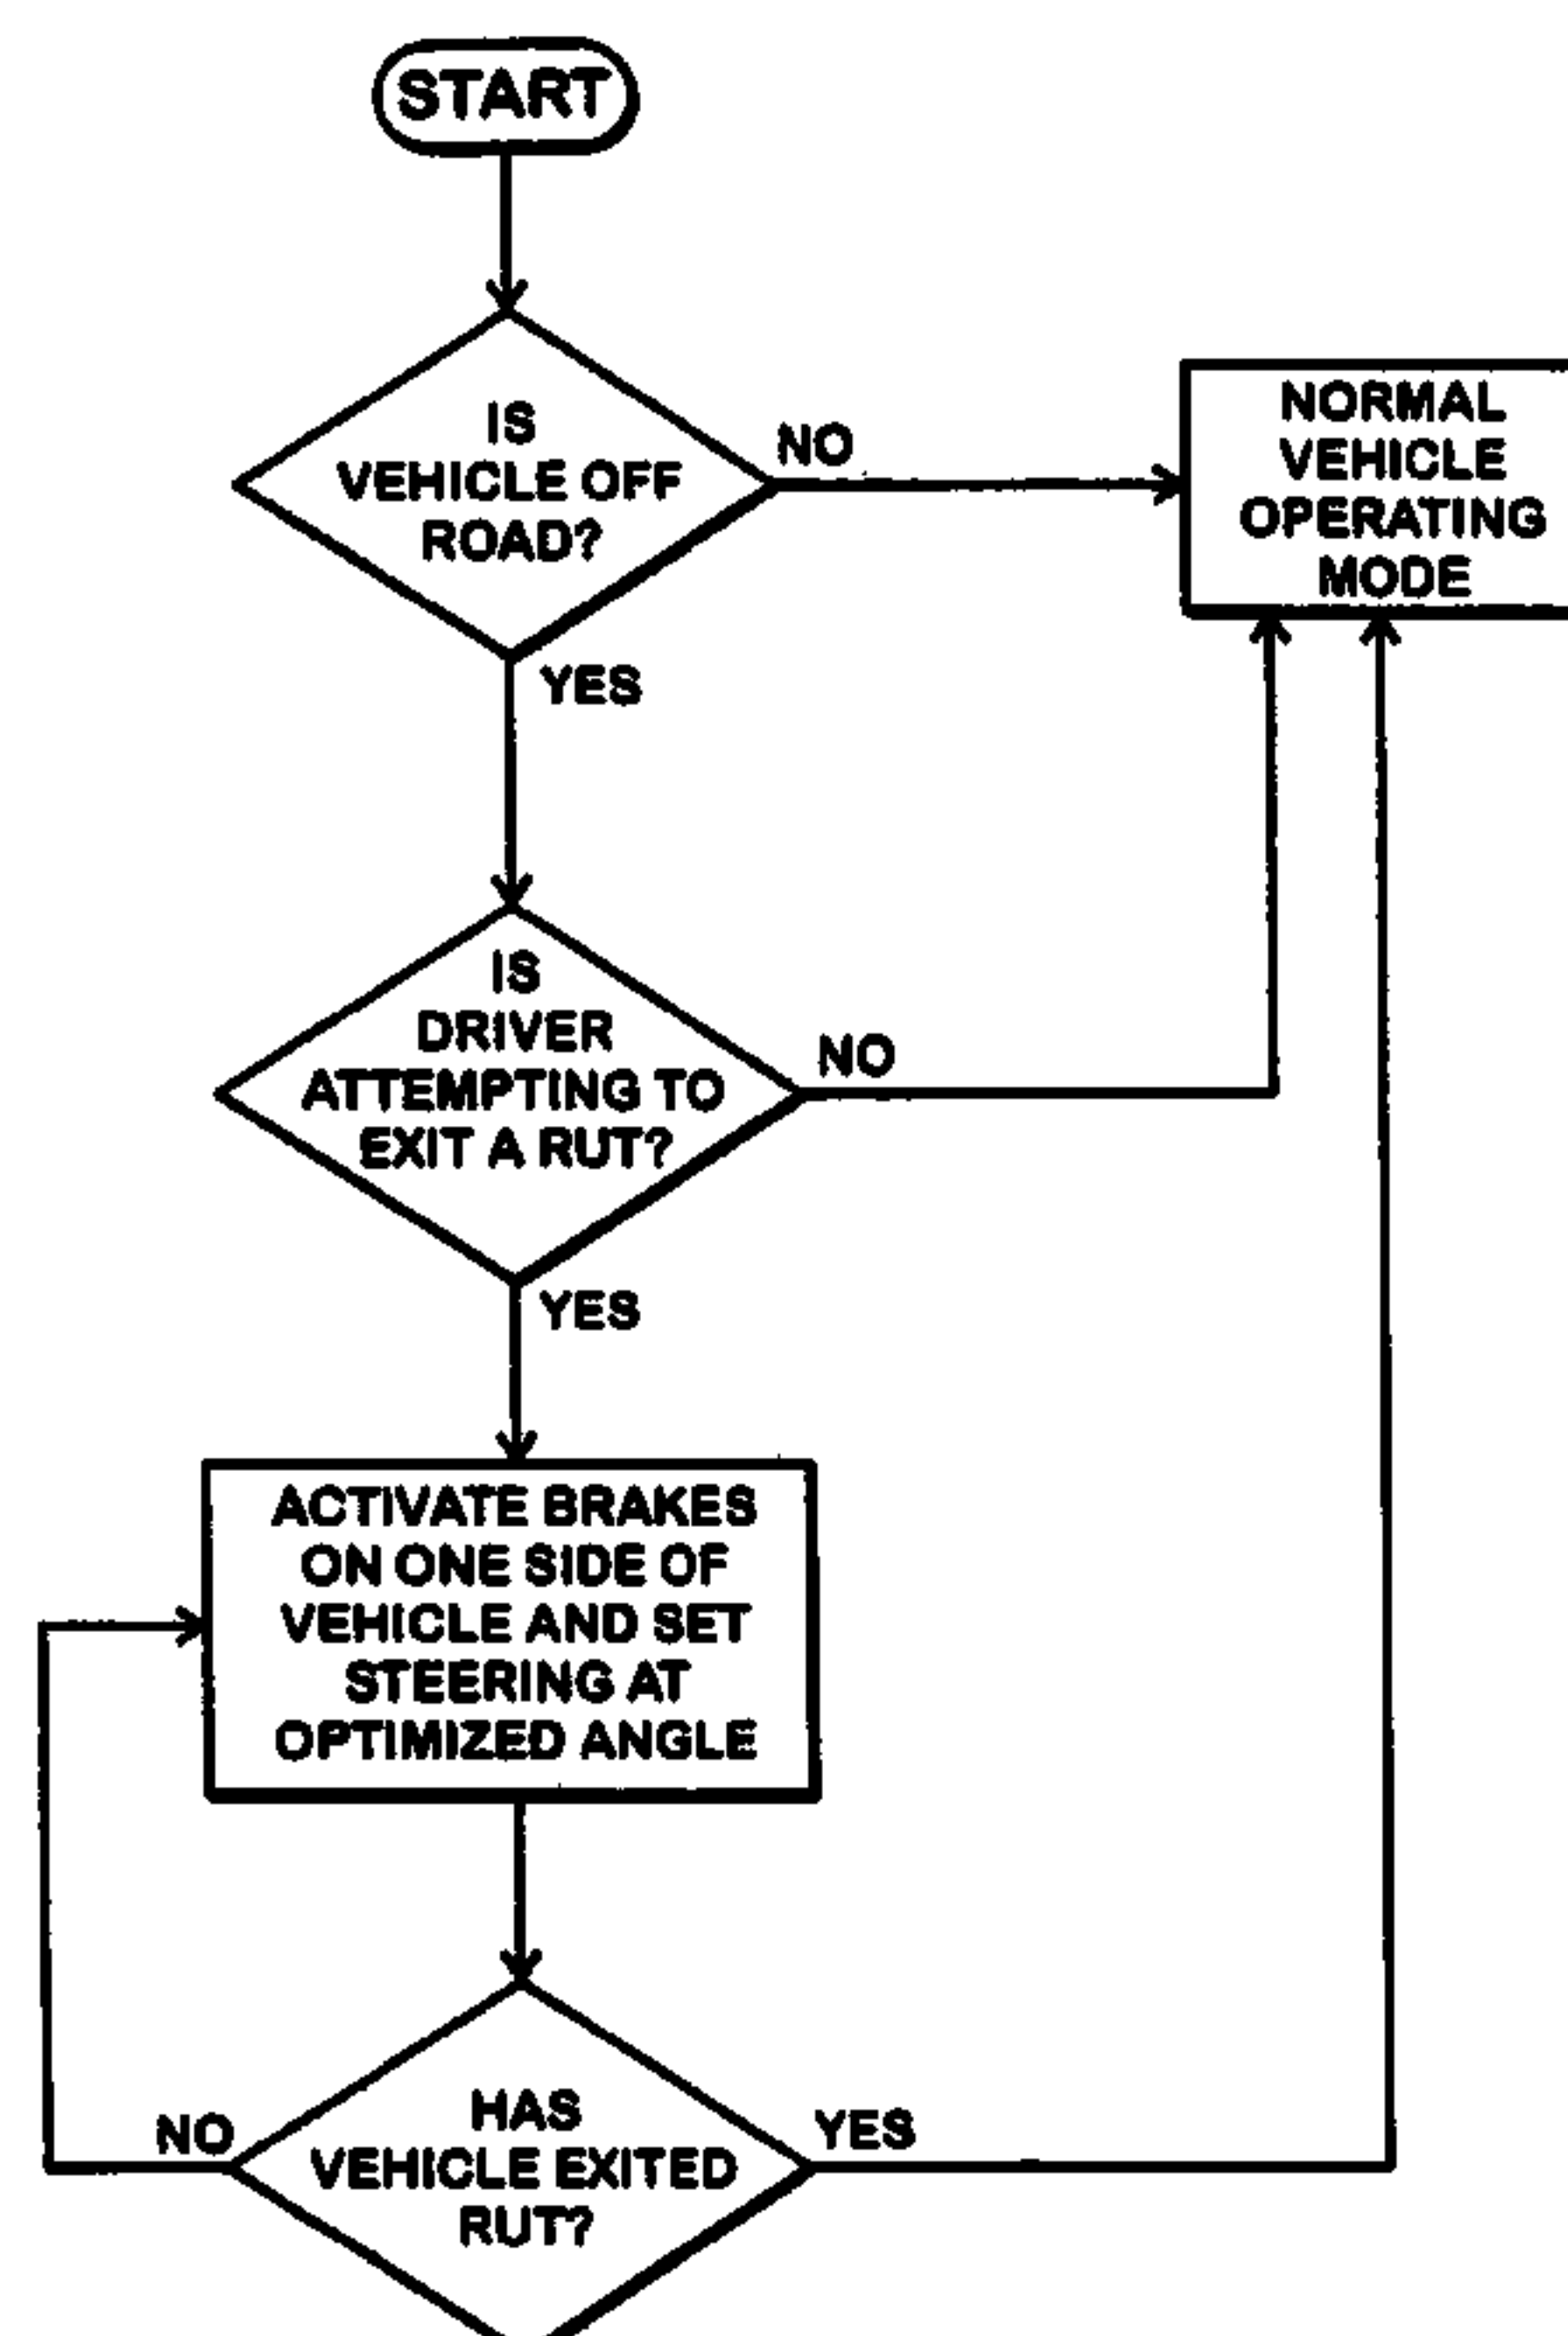 START
IS
VEHICLE OFF
ROAD?
NO
NORMAL
VEHICLE
OPERATING
MODE
YES
IS
DRIVER
ATTEMPTING TO
EXIT A RUT?
NO
YES
ACTIVATE BRAKES
ON ONE SIDE OF
VEHICLE AND SET
STEERING AT
OPTIMIZED ANGLE
NO
HAS
VEHICLE EXITED
RUT?
YES